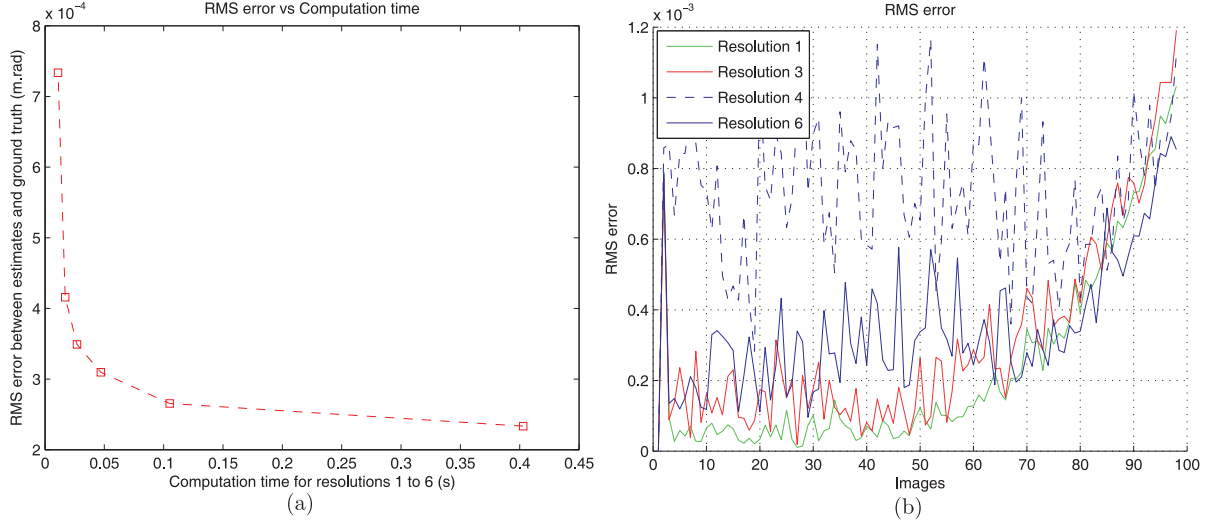 RMS error vs Computation time
8 x 10⁻⁴
7
6
5
4
3
2
RMS error between estimates and ground truth (m.rad)
0 0.05 0.1 0.15 0.2 0.25 0.3 0.35 0.4 0.45
Computation time for resolutions 1 to 6 (s)
(a)
x 10⁻³
RMS error
1.2
1
0.8
0.6
0.4
0.2
0
RMS error
Resolution 1
Resolution 3
Resolution 4
Resolution 6
0 10 20 30 40 50 60 70 80 90 100
Images
(b)